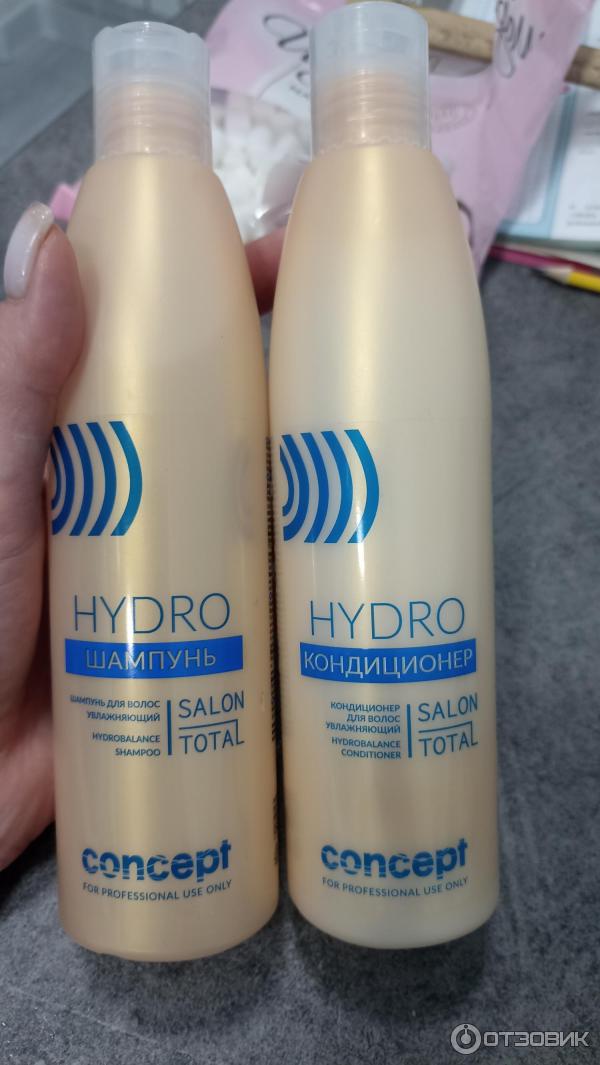 HYDRO
ШАМПУНЬ
ШАМПУНЬ ДЛЯ ВОЛОС
УВЛАЖНЯЮЩИЙ
HYDROBALANCE
SHAMPOO
SALON
TOTAL
concept
FOR PROFESSIONAL USE ONLY
HYDRO
КОНДИЦИОНЕР
КОНДИЦИОНЕР
ДЛЯ ВОЛОС
УВЛАЖНЯЮЩИЙ
HYDROBALANCE
CONDITIONER
SALON
TOTAL
concept
FOR PROFESSIONAL USE ONLY
ОТЗОВИК